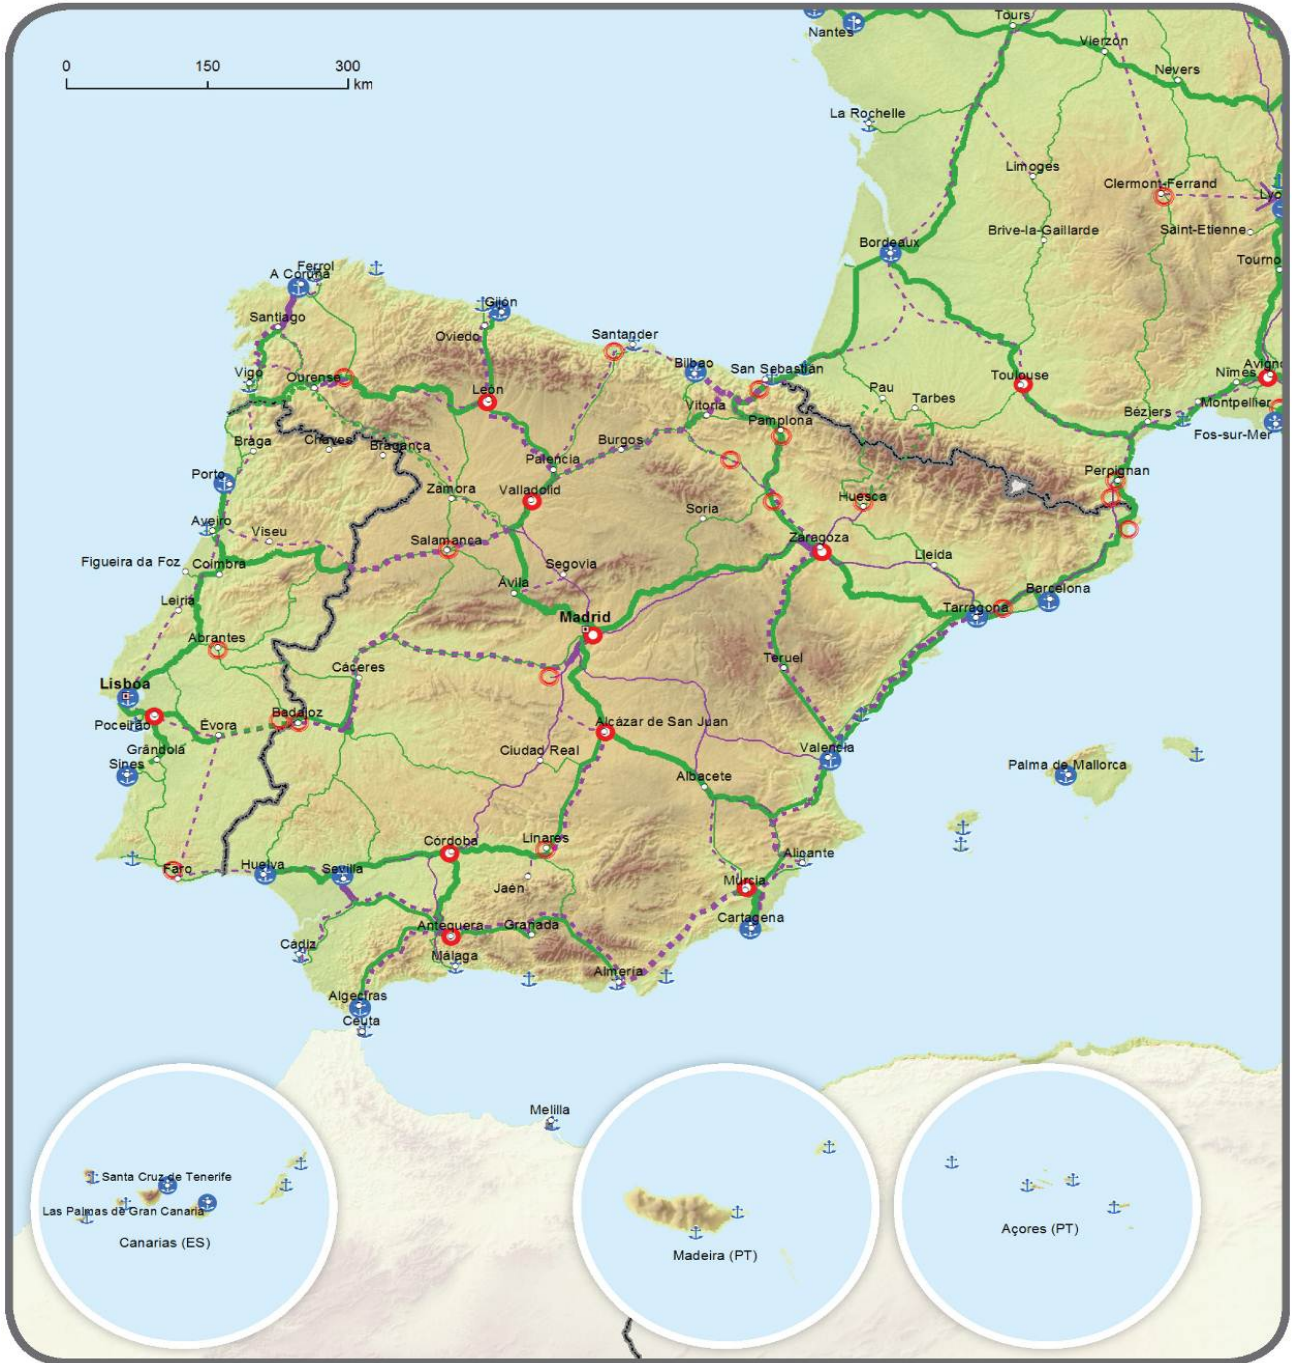 Nantes
Tours
Vierzon
Nevers
0 150 300
km
La Rochelle
Limoges
Clermont-Ferrand
Lyo
Brive-la-Gaillarde
Saint-Etienne
Bordeaux
Tourno
Ferrol
A Coruña
Gijón
Santiago
Oviedo
Santander
Bilbao
San Sebastián
Vigo
Ourense
León
Toulouse
Avigno
Nîmes
Pau
Tarbes
Montpellier
Vitoria
Béziers
Pamplona
Fos-sur-Mer
Braga
Chaves
Bragança
Burgos
Palencia
Perpignan
Porto
Zamora
Valladolid
Huesca
Soria
Aveiro
Viseu
Salamanca
Zaragoza
Lleida
Figueira da Foz
Coimbra
Segovia
Ávila
Barcelona
Leiria
Tarragona
Madrid
Abrantes
Teruel
Cáceres
Lisboa
Badajoz
Poceirão
Évora
Alcázar de San Juan
Grândola
Ciudad Real
Valencia
Sines
Albacete
Palma de Mallorca
Córdoba
Linares
Faro
Huelva
Sevilla
Alicante
Jaén
Murcia
Cartagena
Antequera
Granada
Cádiz
Málaga
Almería
Algeciras
Ceuta
Melilla
Santa Cruz de Tenerife
Las Palmas de Gran Canaria
Canarias (ES)
Madeira (PT)
Açores (PT)